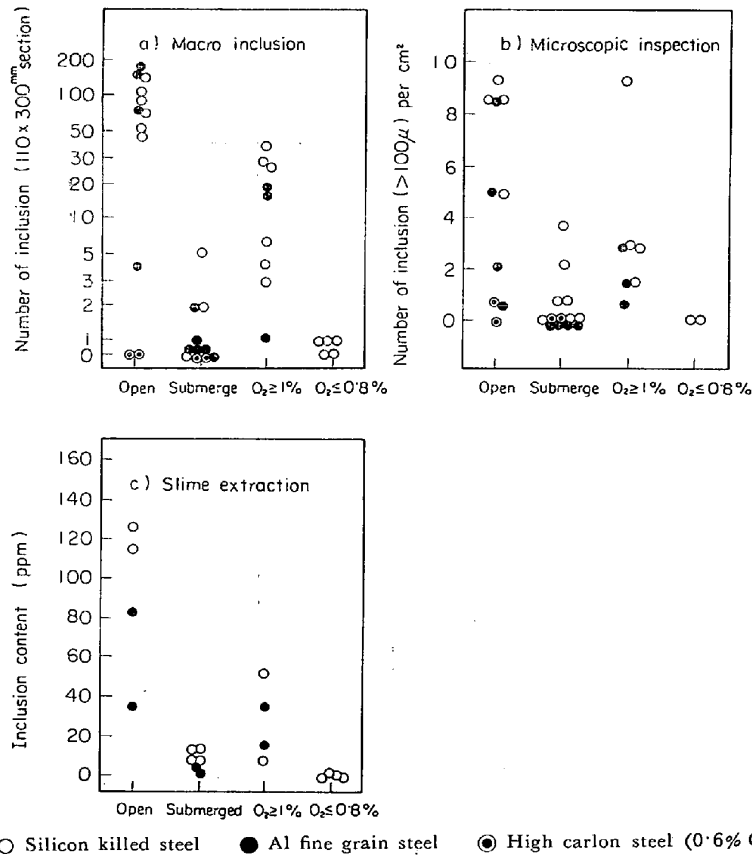 a) Macro inclusion
Number of inclusion (110×300mm section)
200
100
50
30
20
10
5
3
2
1
0
Open Submerge O₂≥1% O₂≤0·8%
b) Microscopic inspection
Number of inclusion (>100μ) per cm²
10
8
6
4
2
0
Open Submerge O₂≥1% O₂≤0·8%
c) Slime extraction
Inclusion content (ppm)
160
140
120
100
80
60
40
20
0
Open Submerged O₂≥1% O₂≤0·8%
○ Silicon killed steel ● Al fine grain steel ◉ High carlon steel (0·6%